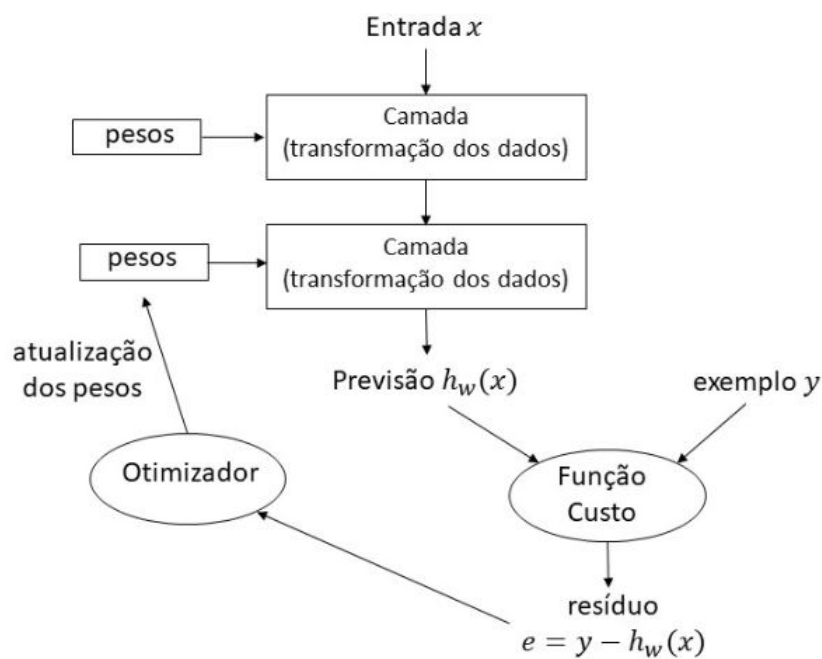 Entrada x
Camada
(transformação dos dados)
pesos
Camada
(transformação dos dados)
pesos
atualização
dos pesos
Previsão h_w(x)
exemplo y
Otimizador
Função
Custo
resíduo
e = y − h_w(x)